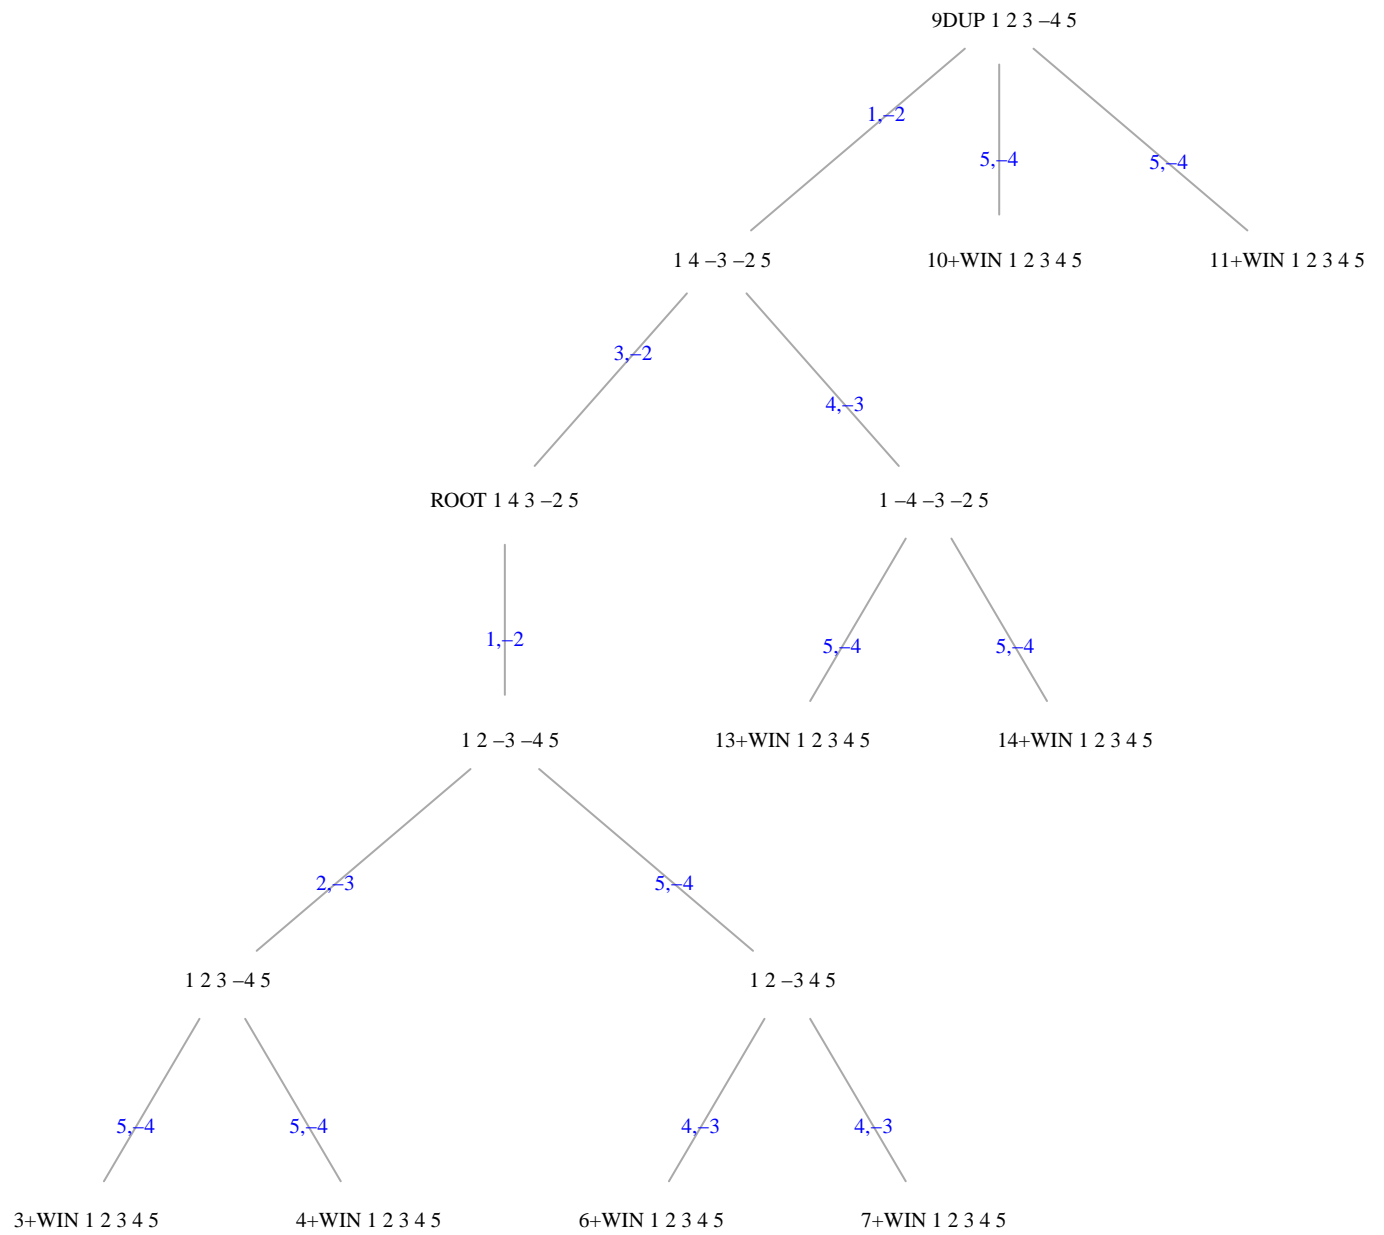 9DUP 1 2 3 –4 5
1,–2
5,–4
5,–4
1 4 –3 –2 5
10+WIN 1 2 3 4 5
11+WIN 1 2 3 4 5
3,–2
4,–3
ROOT 1 4 3 –2 5
1 –4 –3 –2 5
1,–2
5,–4
5,–4
1 2 –3 –4 5
13+WIN 1 2 3 4 5
14+WIN 1 2 3 4 5
2,–3
5,–4
1 2 3 –4 5
1 2 –3 4 5
5,–4
5,–4
4,–3
4,–3
3+WIN 1 2 3 4 5
4+WIN 1 2 3 4 5
6+WIN 1 2 3 4 5
7+WIN 1 2 3 4 5